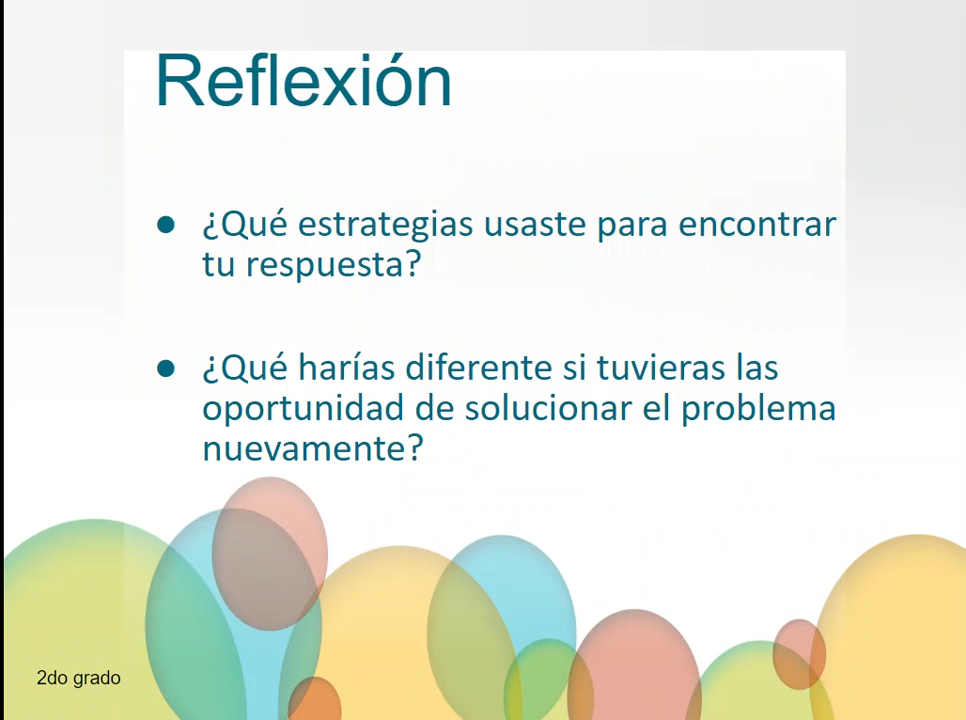 Reflexión
● ¿Qué estrategias usaste para encontrar
tu respuesta?
● ¿Qué harías diferente si tuvieras las
oportunidad de solucionar el problema
nuevamente?
2do grado